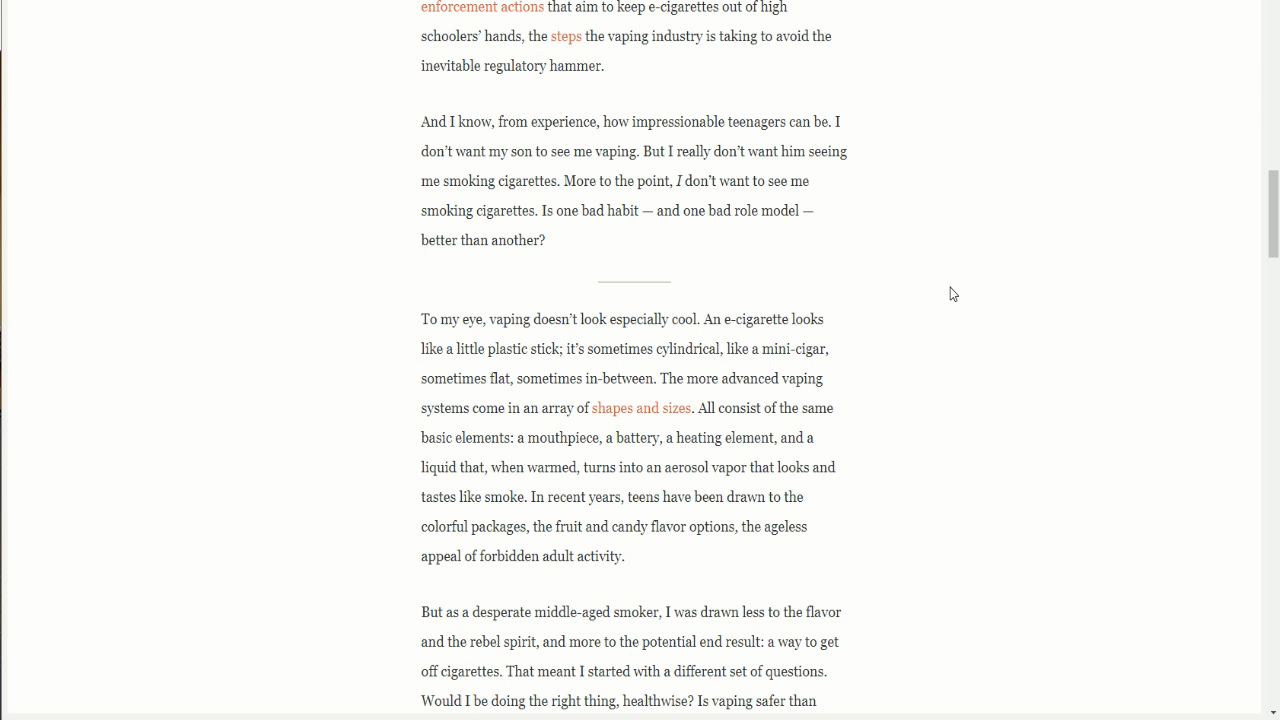 enforcement actions that aim to keep e-cigarettes out of high
schoolers’ hands, the steps the vaping industry is taking to avoid the
inevitable regulatory hammer.
And I know, from experience, how impressionable teenagers can be. I
don’t want my son to see me vaping. But I really don’t want him seeing
me smoking cigarettes. More to the point, I don’t want to see me
smoking cigarettes. Is one bad habit — and one bad role model —
better than another?
To my eye, vaping doesn’t look especially cool. An e-cigarette looks
like a little plastic stick; it’s sometimes cylindrical, like a mini-cigar,
sometimes flat, sometimes in-between. The more advanced vaping
systems come in an array of shapes and sizes. All consist of the same
basic elements: a mouthpiece, a battery, a heating element, and a
liquid that, when warmed, turns into an aerosol vapor that looks and
tastes like smoke. In recent years, teens have been drawn to the
colorful packages, the fruit and candy flavor options, the ageless
appeal of forbidden adult activity.
But as a desperate middle-aged smoker, I was drawn less to the flavor
and the rebel spirit, and more to the potential end result: a way to get
off cigarettes. That meant I started with a different set of questions.
Would I be doing the right thing, healthwise? Is vaping safer than